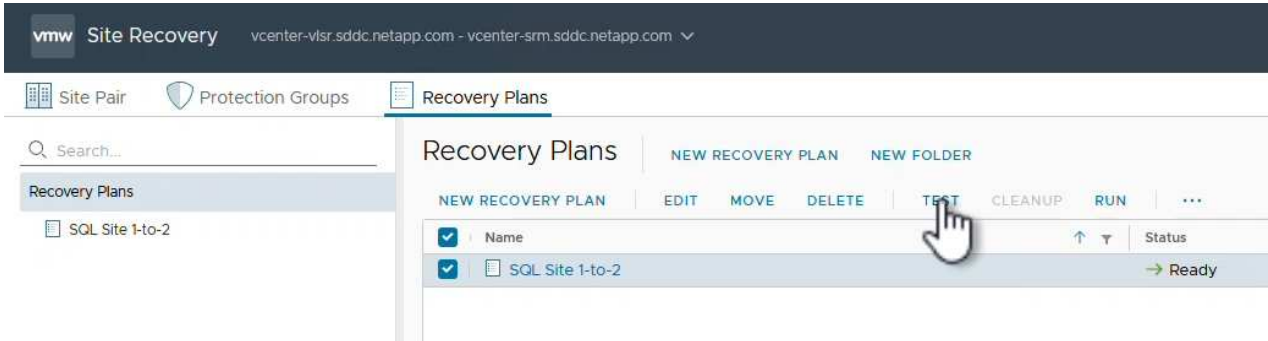 vmw Site Recovery vcenter-vlsr.sddc.netapp.com - vcenter-srm.sddc.netapp.com
Site Pair Protection Groups Recovery Plans
Search...
Recovery Plans
SQL Site 1-to-2
Recovery Plans NEW RECOVERY PLAN NEW FOLDER
NEW RECOVERY PLAN EDIT MOVE DELETE TEST CLEANUP RUN ...
Name Status
SQL Site 1-to-2 Ready